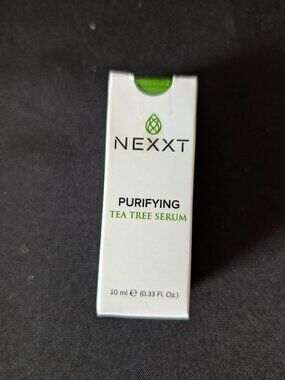 NEXXT
PURIFYING
TEA TREE SERUM
10 ml ℮ (0.33 Fl. Oz.)